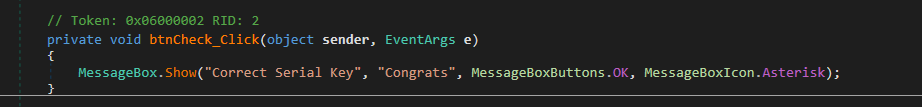 // Token: 0x06000002 RID: 2
private void btnCheck_Click(object sender, EventArgs e)
{
MessageBox.Show("Correct Serial Key", "Congrats", MessageBoxButtons.OK, MessageBoxIcon.Asterisk);
}